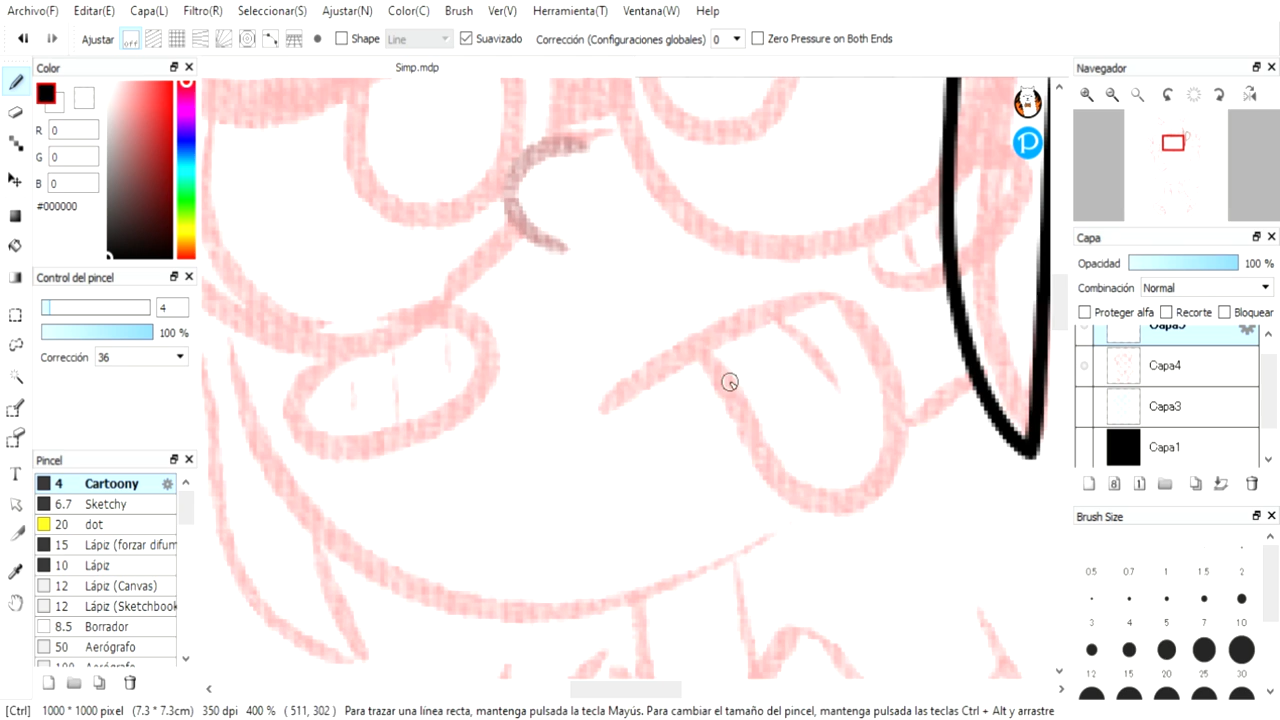 Archivo(F) Editar(E) Capa(L) Filtro(R) Seleccionar(S) Ajustar(N) Color(C) Brush Ver(V) Herramienta(T) Ventana(W) Help
Ajustar off Shape Line Suavizado Corrección (Configuraciones globales) 0 Zero Pressure on Both Ends
Color
Simp.mdp
Navegador
R 0
G 0
B 0
#000000
Capa
Opacidad 100 %
Combinación Normal
Proteger alfa Recorte Bloquear
Capa5
Capa4
Capa3
Capa1
Control del pincel
4
100 %
Corrección 36
Pincel
4 Cartoony
6.7 Sketchy
20 dot
15 Lápiz (forzar difum
10 Lápiz
12 Lápiz (Canvas)
12 Lápiz (Sketchbook
8.5 Borrador
50 Aerógrafo
100 Aerógrafo
Brush Size
0.5 0.7 1 1.5 2
3 4 5 7 10
12 15 20 25 30
[Ctrl] 1000 * 1000 pixel (7.3 * 7.3cm) 350 dpi 400 % ( 511, 302 ) Para trazar una línea recta, mantenga pulsada la tecla Mayús. Para cambiar el tamaño del pincel, mantenga pulsadas las teclas Ctrl + Alt y arrastre